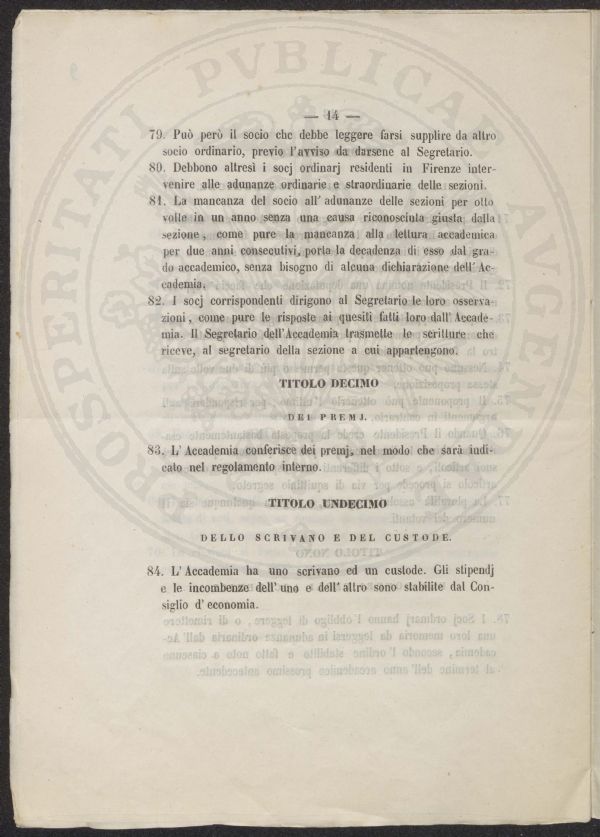 — 14 —
79. Può però il socio che debbe leggere farsi supplire da altro
socio ordinario, previo l'avviso da darsene al Segretario.
80. Debbono altresì i socj ordinarj residenti in Firenze inter-
venire alle adunanze ordinarie e straordinarie delle sezioni.
81. La mancanza del socio all' adunanze delle sezioni per otto
volte in un anno senza una causa riconosciuta giusta dalla
sezione, come pure la mancanza alla lettura accademica
per due anni consecutivi, porta la decadenza di esso dal gra-
do accademico, senza bisogno di alcuna dichiarazione dell' Ac-
cademia.
82. I socj corrispondenti dirigono al Segretario le loro osserva-
zioni, come pure le risposte ai quesiti fatti loro dall' Accade-
mia. Il Segretario dell'Accademia trasmette le scritture che
riceve, al segretario della sezione a cui appartengono.
TITOLO DECIMO
DEI PREMJ.
83. L' Accademia conferisce dei premj, nel modo che sarà indi-
cato nel regolamento interno.
TITOLO UNDECIMO
DELLO SCRIVANO E DEL CUSTODE.
84. L' Accademia ha uno scrivano ed un custode. Gli stipendj
e le incombenze dell' uno e dell' altro sono stabilite dal Con-
siglio d' economia.
PROSPERITATI PVBLICAE AVGENDAE